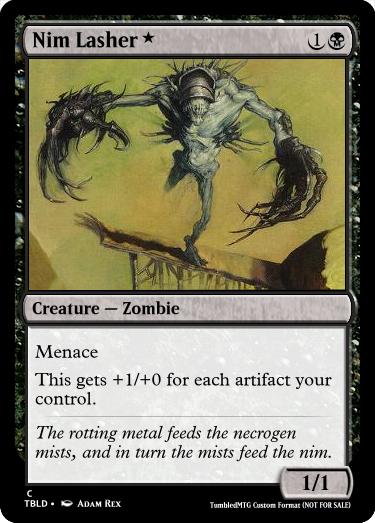 Nim Lasher ★ 1
Creature — Zombie
Menace
This gets +1/+0 for each artifact your
control.
The rotting metal feeds the necrogen
mists, and in turn the mists feed the nim.
1/1
C
TBLD • Adam Rex
TumbledMTG Custom Format (NOT FOR SALE)